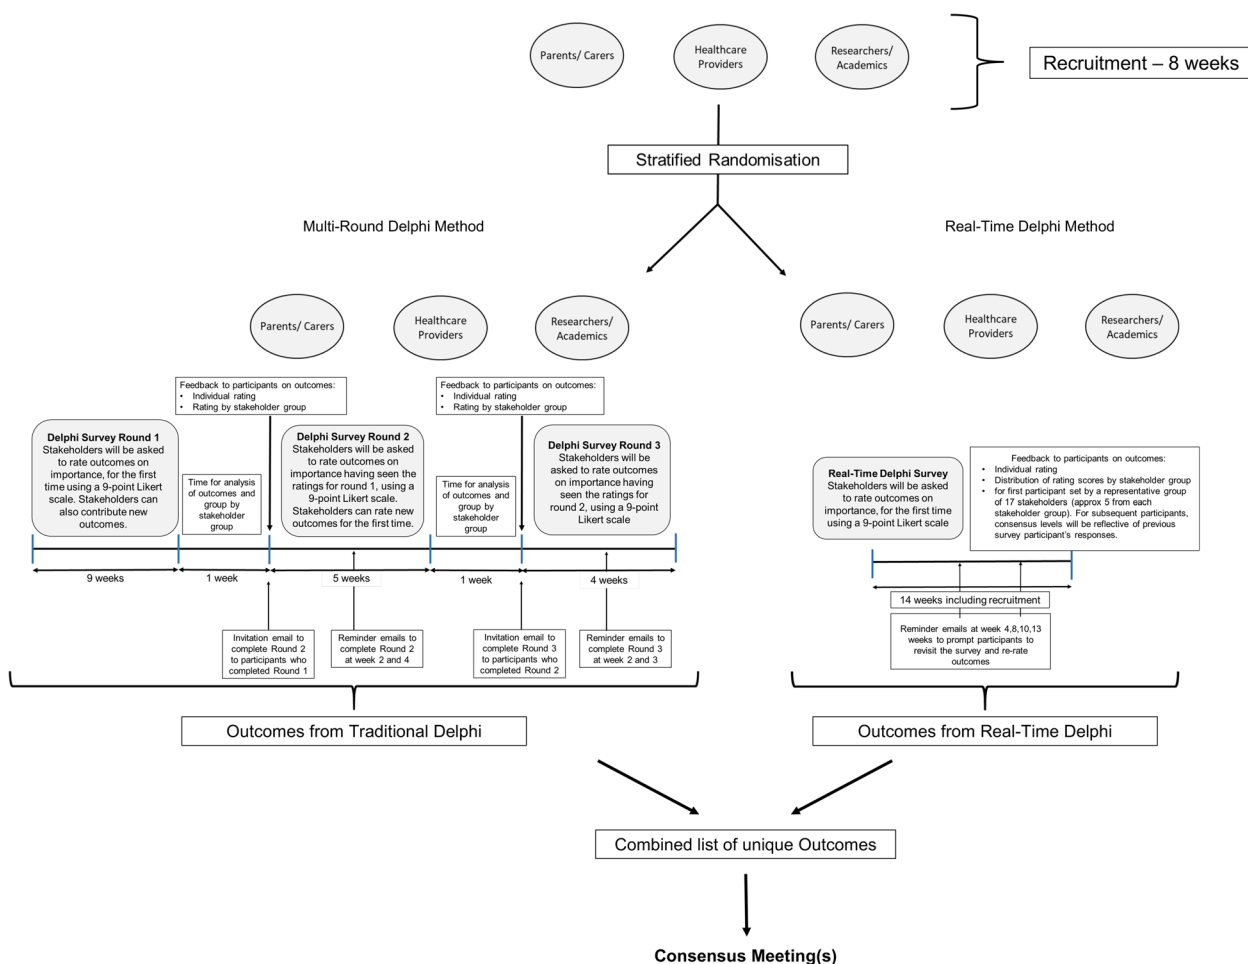 Parents/ Carers
Healthcare
Providers
Researchers/
Academics
Recruitment – 8 weeks
Stratified Randomisation
Multi-Round Delphi Method
Real-Time Delphi Method
Parents/ Carers
Healthcare
Providers
Researchers/
Academics
Parents/ Carers
Healthcare
Providers
Researchers/
Academics
Feedback to participants on outcomes:
• Individual rating
• Rating by stakeholder group
Feedback to participants on outcomes:
• Individual rating
• Rating by stakeholder group
Delphi Survey Round 1
Stakeholders will be asked
to rate outcomes on
importance, for the first
time using a 9-point Likert
scale. Stakeholders can
also contribute new
outcomes.
Time for analysis
of outcomes and
group by
stakeholder
group
Delphi Survey Round 2
Stakeholders will be asked
to rate outcomes on
importance having seen the
ratings for round 1, using a
9-point Likert scale.
Stakeholders can rate new
outcomes for the first time.
Time for analysis
of outcomes and
group by
stakeholder
group
Delphi Survey Round 3
Stakeholders will be
asked to rate outcomes
on importance having
seen the ratings for
round 2, using a 9-point
Likert scale
Real-Time Delphi Survey
Stakeholders will be asked
to rate outcomes on
importance, for the first time
using a 9-point Likert scale
Feedback to participants on outcomes:
• Individual rating
• Distribution of rating scores by stakeholder group
• for first participant set by a representative group
of 17 stakeholders (approx 5 from each
stakeholder group). For subsequent participants,
consensus levels will be reflective of previous
survey participant's responses.
9 weeks
1 week
5 weeks
1 week
4 weeks
14 weeks including recruitment
Invitation email to
complete Round 2
to participants who
completed Round 1
Reminder emails to
complete Round 2
at week 2 and 4
Invitation email to
complete Round 3
to participants who
completed Round 2
Reminder emails to
complete Round 3
at week 2 and 3
Reminder emails at week 4,8,10,13
weeks to prompt participants to
revisit the survey and re-rate
outcomes
Outcomes from Traditional Delphi
Outcomes from Real-Time Delphi
Combined list of unique Outcomes
Consensus Meeting(s)